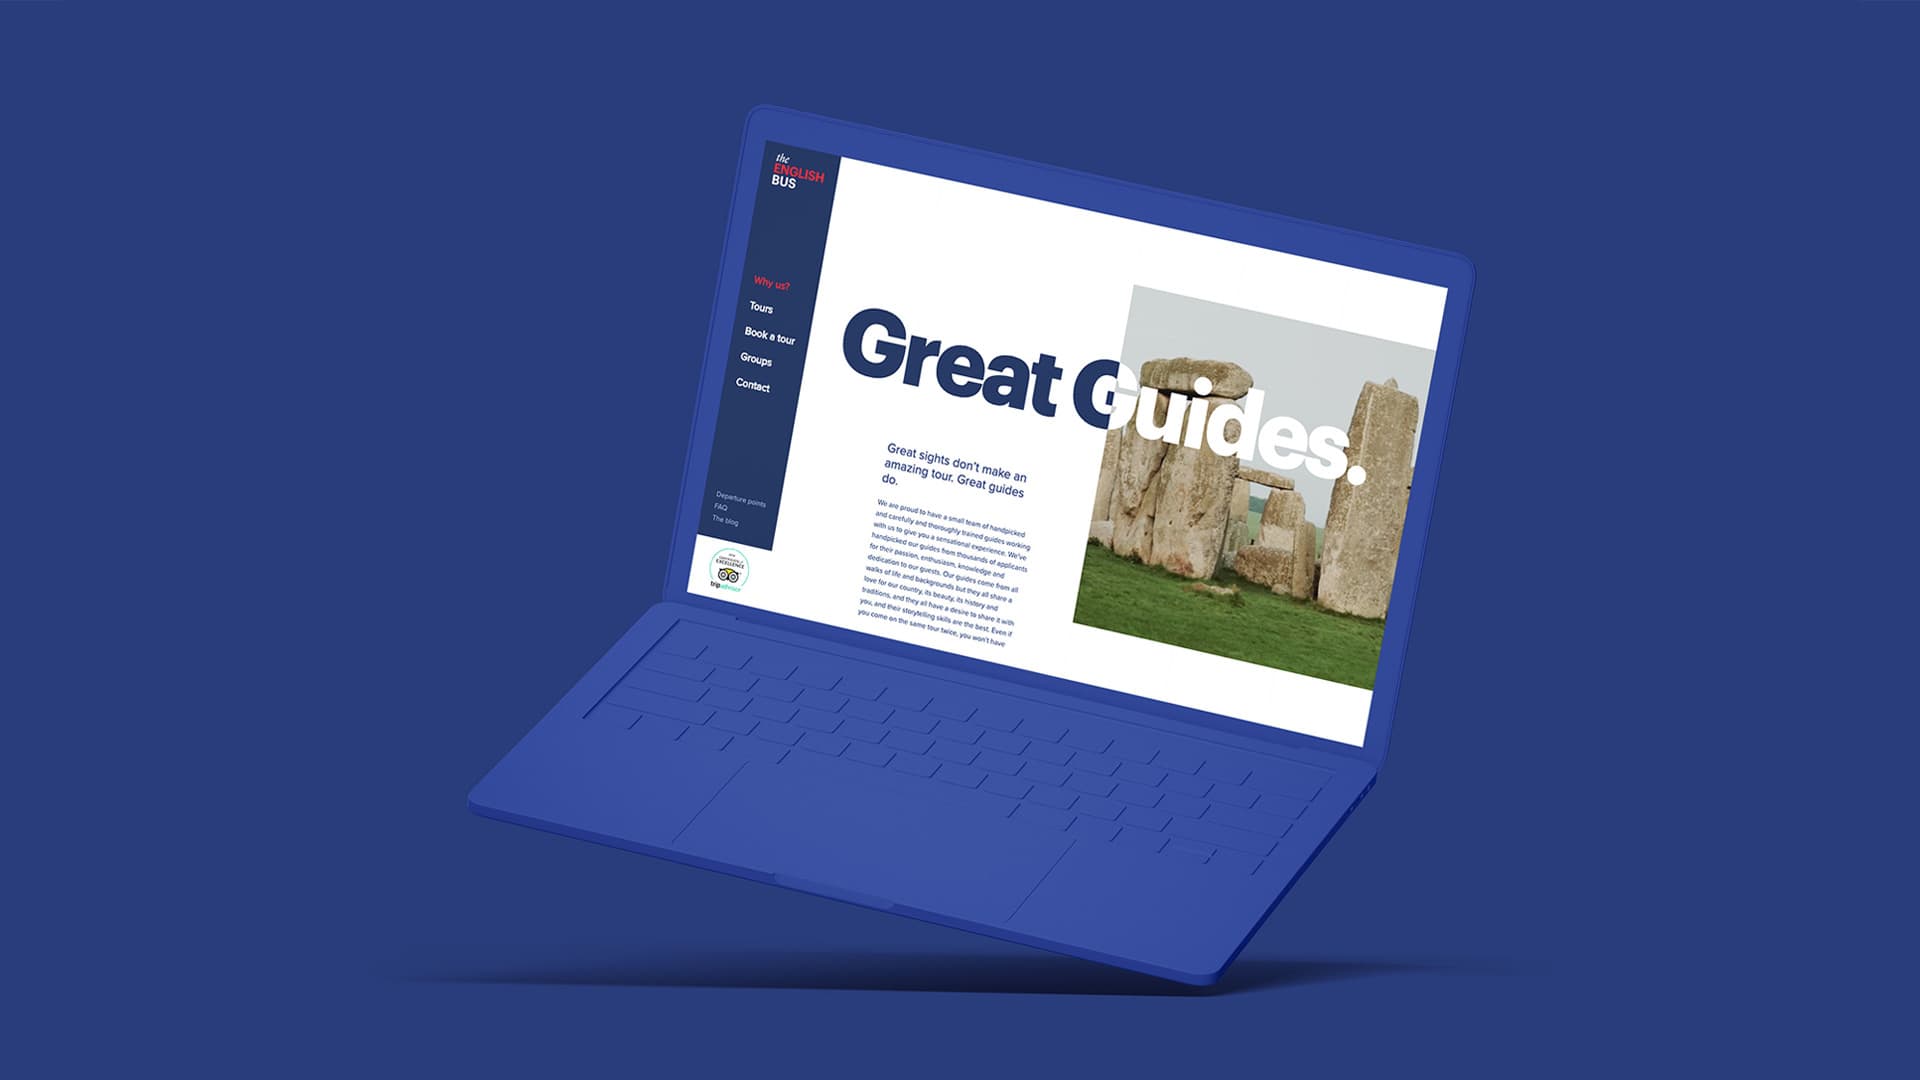 the
ENGLISH
BUS
Why us?
Tours
Book a tour
Groups
Contact
Departure points
FAQ
The blog
CERTIFICATE of
EXCELLENCE
tripadvisor
Great Guides.
Great sights don't make an
amazing tour. Great guides
do.
We are proud to have a small team of handpicked
and carefully and thoroughly trained guides working
with us to give you a sensational experience. We've
handpicked our guides from thousands of applicants
for their passion, enthusiasm, knowledge and
dedication to our guests. Our guides come from all
walks of life and backgrounds but they all share a
love for our country, its beauty, its history and
traditions, and they all have a desire to share it with
you, and their storytelling skills are the best. Even if
you come on the same tour twice, you won't have